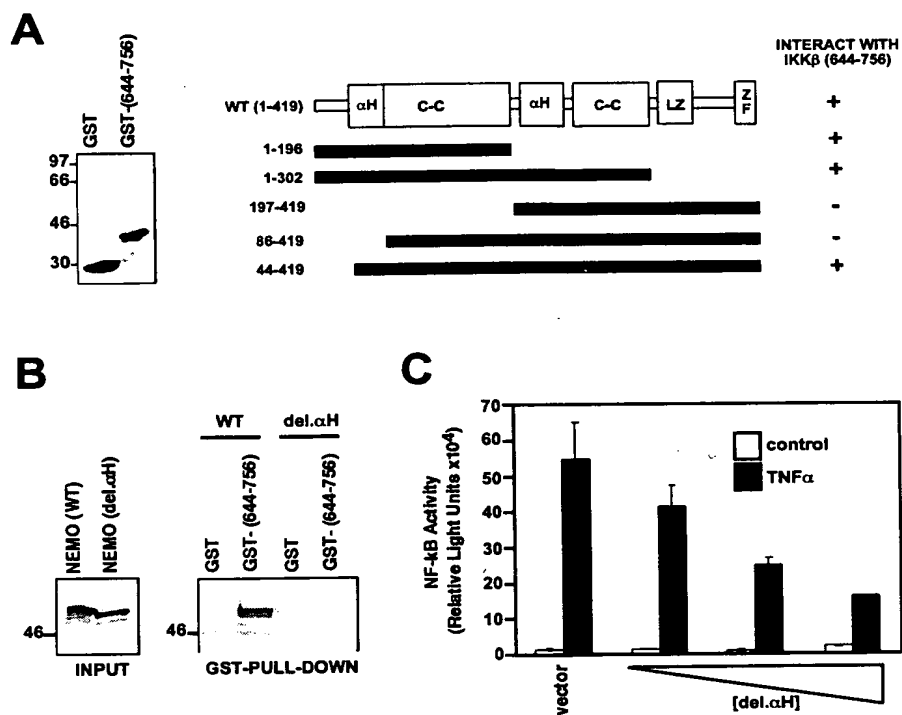 A
GST
GST-(644-756)
97
66
46
30
INTERACT WITH
IKKβ (644-756)
WT (1-419)
αH
C-C
αH
C-C
LZ
Z
F
+
1-196
+
1-302
+
197-419
-
86-419
-
44-419
+
B
WT
del.αH
NEMO (WT)
NEMO (del.αH)
GST
GST- (644-756)
GST
GST- (644-756)
46
46
INPUT
GST-PULL-DOWN
C
NF-kB Activity
(Relative Light Units x10⁴)
70
60
50
40
30
20
10
0
control
TNFα
vector
[del.αH]